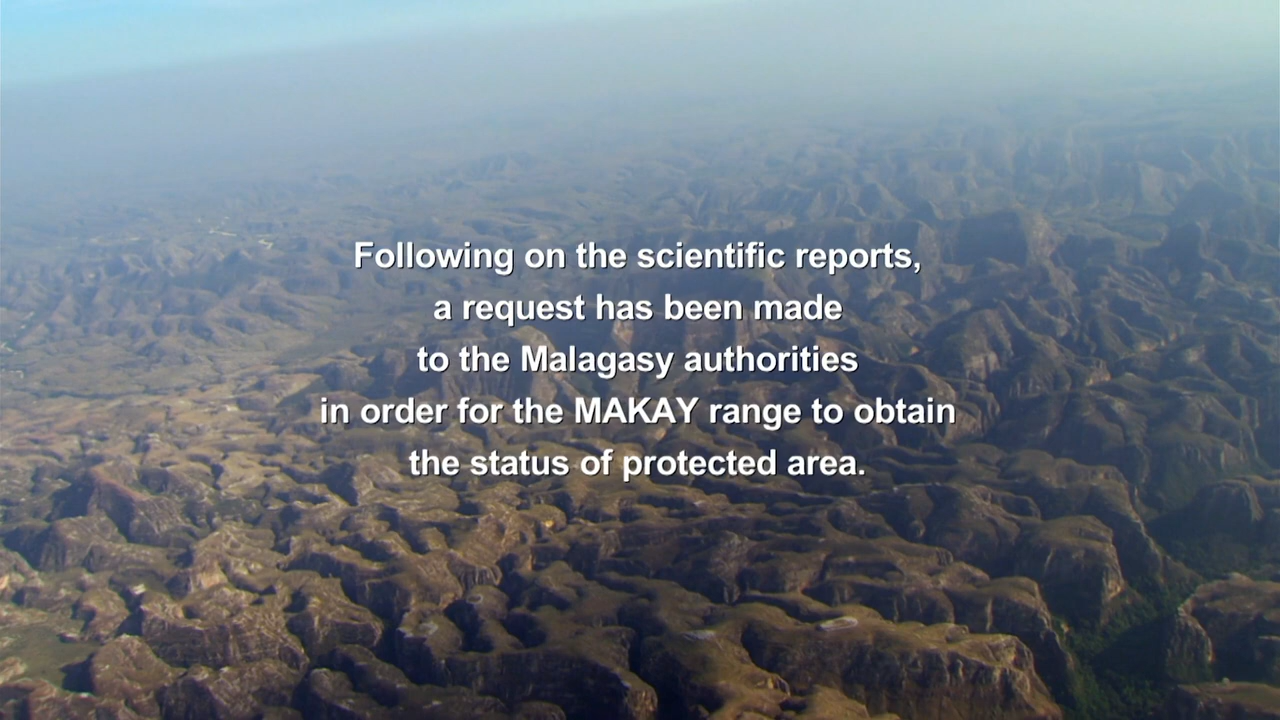 Following on the scientific reports,
a request has been made
to the Malagasy authorities
in order for the MAKAY range to obtain
the status of protected area.